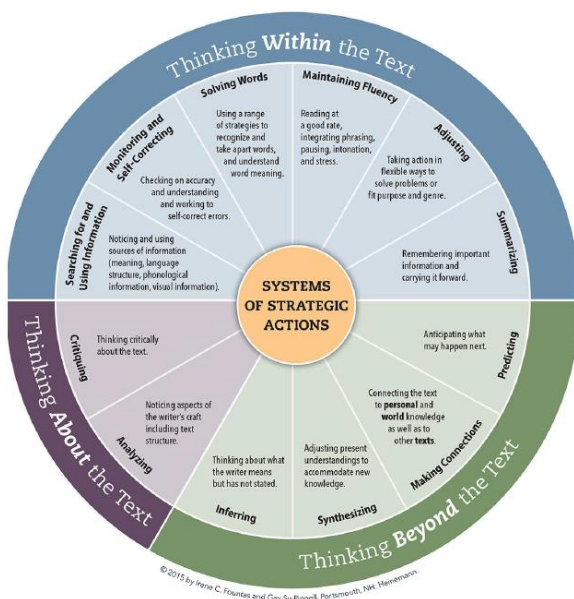 Thinking Within the Text
Searching for and
Using Information
Noticing and using
sources of information
(meaning, language
structure, phonological
information, visual information).
Monitoring and
Self-Correcting
Checking on accuracy
and understanding
and working to
self-correct errors.
Solving Words
Using a range
of strategies to
recognize and
take apart words,
and understand
word meaning.
Maintaining Fluency
Reading at
a good rate,
integrating phrasing,
pausing, intonation,
and stress.
Adjusting
Taking action in
flexible ways to
solve problems or
fit purpose and genre.
Summarizing
Remembering important
information and
carrying it forward.
SYSTEMS
OF STRATEGIC
ACTIONS
Thinking Beyond the Text
Predicting
Anticipating what
may happen next.
Making Connections
Connecting the text
to personal and
world knowledge
as well as to
other texts.
Synthesizing
Adjusting present
understandings to
accommodate new
knowledge.
Inferring
Thinking about what
the writer means
but has not stated.
Thinking About the Text
Analyzing
Noticing aspects of
the writer's craft
including text
structure.
Critiquing
Thinking critically
about the text.
© 2015 by Irene C. Fountas and Gay Su Pinnell. Portsmouth, NH: Heinemann.